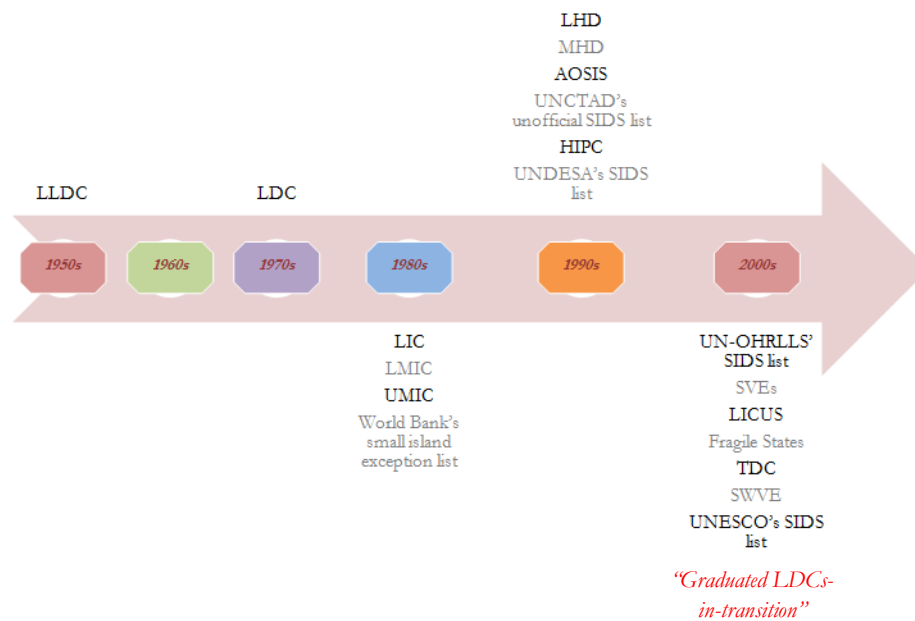 LHD
MHD
AOSIS
UNCTAD's
unofficial SIDS list
HIPC
UNDESA's SIDS
list
LLDC
LDC
1950s
1960s
1970s
1980s
1990s
2000s
LIC
LMIC
UMIC
World Bank's
small island
exception list
UN-OHRLLS'
SIDS list
SVEs
LICUS
Fragile States
TDC
SWVE
UNESCO's SIDS
list
“Graduated LDCs-
in-transition”